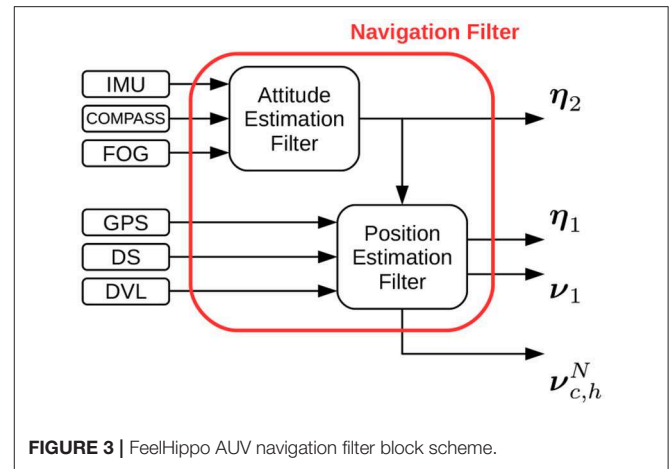 Navigation Filter
IMU
COMPASS
FOG
Attitude
Estimation
Filter
η₂
GPS
DS
DVL
Position
Estimation
Filter
η₁
ν₁
ν_{c,h}^N
FIGURE 3 | FeelHippo AUV navigation filter block scheme.